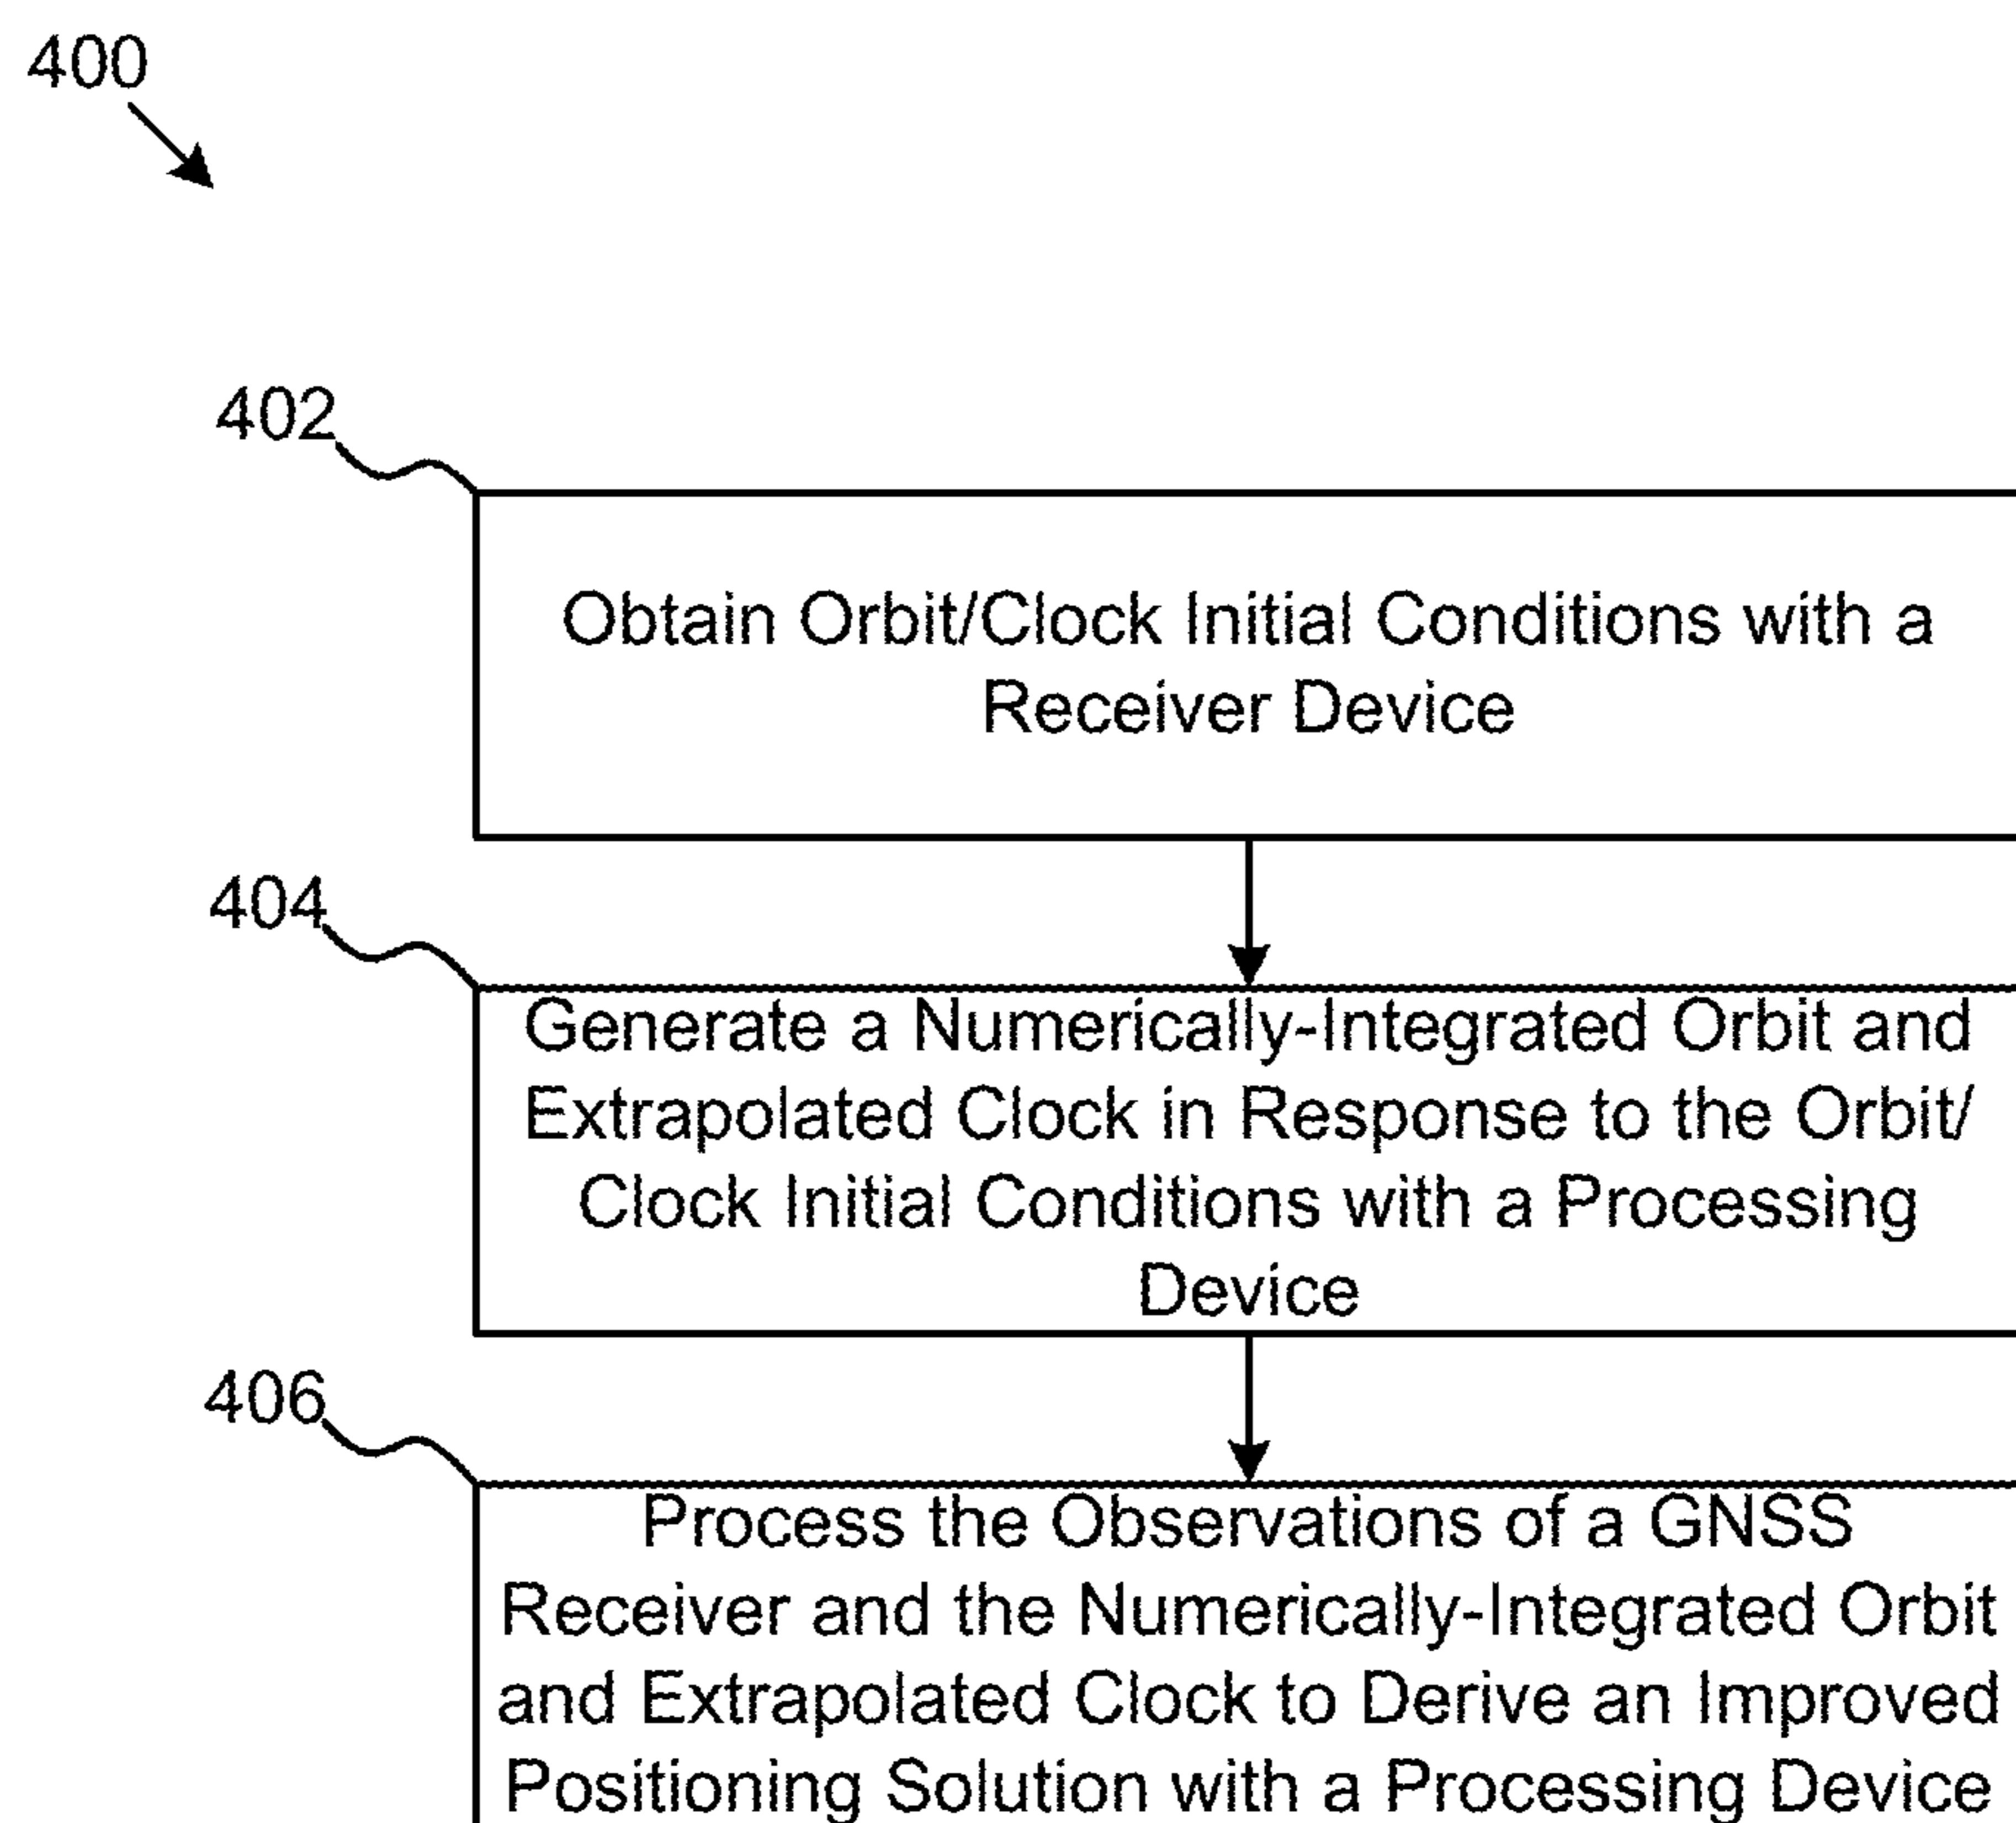 400
402
Obtain Orbit/Clock Initial Conditions with a
Receiver Device
404
Generate a Numerically-Integrated Orbit and
Extrapolated Clock in Response to the Orbit/
Clock Initial Conditions with a Processing
Device
406
Process the Observations of a GNSS
Receiver and the Numerically-Integrated Orbit
and Extrapolated Clock to Derive an Improved
Positioning Solution with a Processing Device